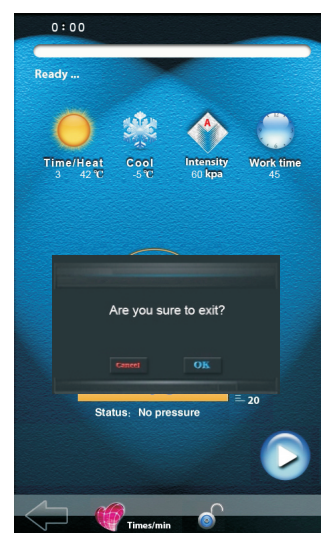 0:00
Ready ...
A
Time/Heat Cool Intensity Work time
3 42℃ -5℃ 60 kpa 45
Are you sure to exit?
Cancel OK
20
Status: No pressure
Times/min